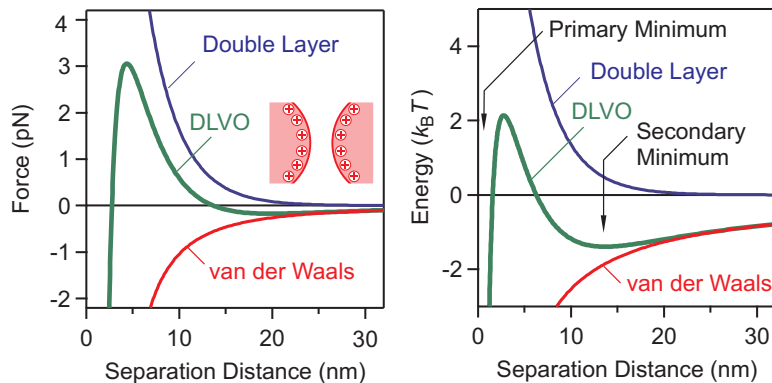 4
3
2
1
0
-1
-2
Force (pN)
Double Layer
DLVO
van der Waals
0
10
20
30
Separation Distance (nm)
4
2
0
-2
Energy (kBT)
Primary Minimum
Double Layer
DLVO
Secondary
Minimum
van der Waals
0
10
20
30
Separation Distance (nm)